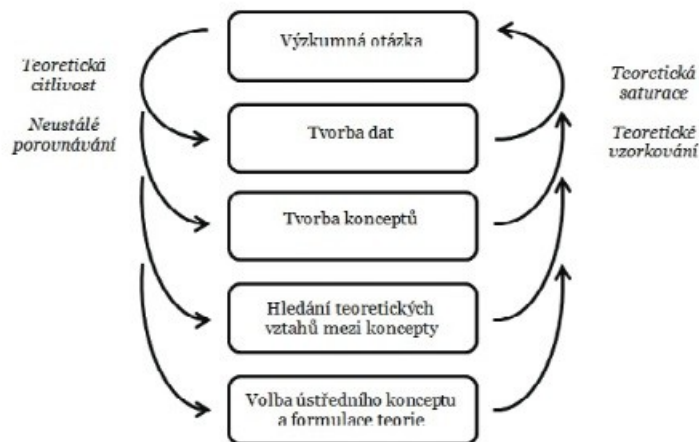 Výzkumná otázka
Teoretická
citlivost
Neustálé
porovnávání
Teoretická
saturace
Teoretické
vzorkování
Tvorba dat
Tvorba konceptů
Hledání teoretických
vztahů mezi koncepty
Volba ústředního konceptu
a formulace teorie